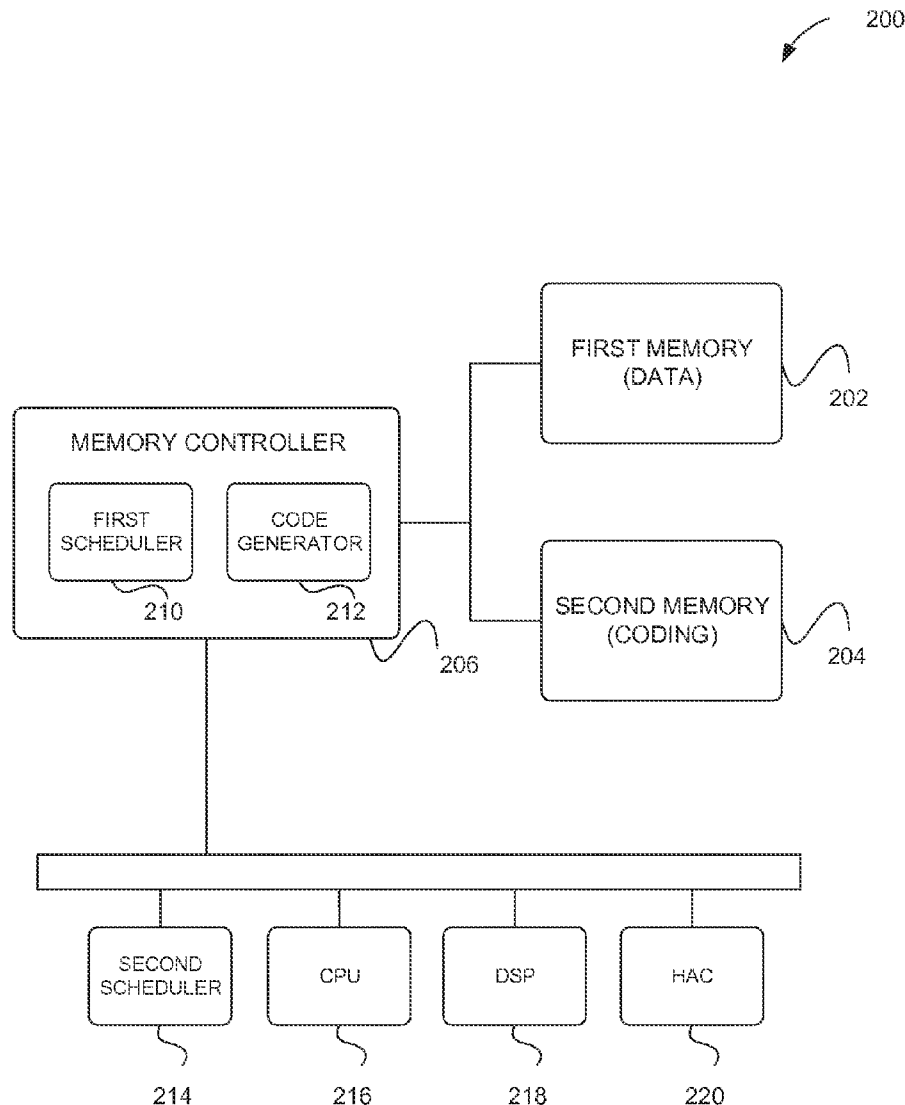 200
FIRST MEMORY
(DATA)
202
MEMORY CONTROLLER
FIRST
SCHEDULER
210
CODE
GENERATOR
212
206
SECOND MEMORY
(CODING)
204
SECOND
SCHEDULER
CPU
DSP
HAC
214
216
218
220